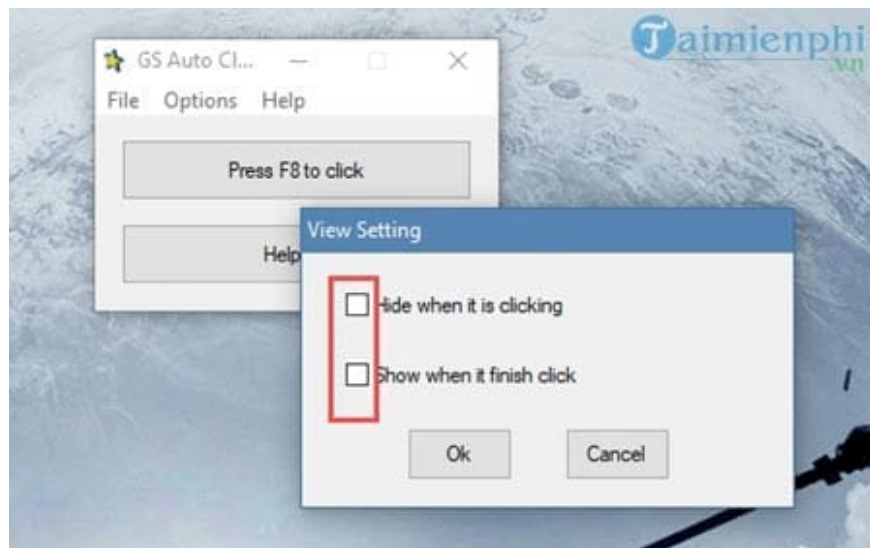 Taimienphi
.vn
GS Auto Cl...
File Options Help
Press F8 to click
Help
View Setting
Hide when it is clicking
Show when it finish click
Ok Cancel